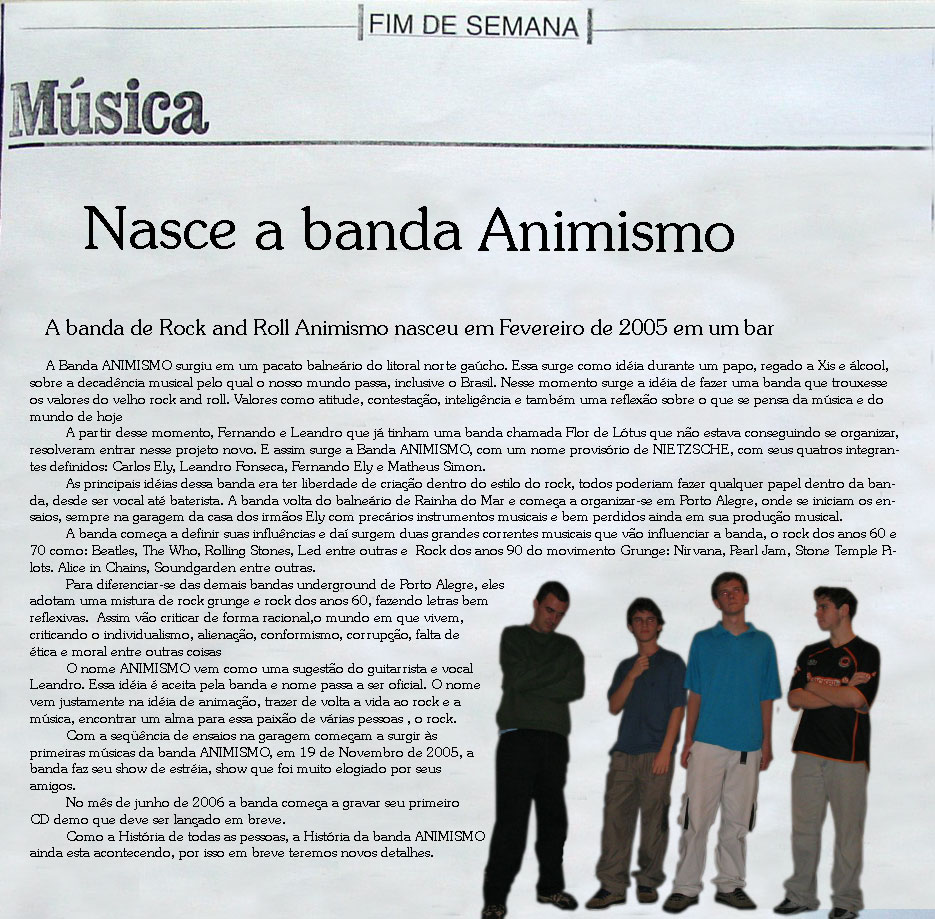 FIM DE SEMANA
Música
Nasce a banda Animismo
A banda de Rock and Roll Animismo nasceu em Fevereiro de 2005 em um bar
A Banda ANIMISMO surgiu em um pacato balneário do litoral norte gaúcho. Essa surge como idéia durante um papo, regado a Xis e álcool,
sobre a decadência musical pelo qual o nosso mundo passa, inclusive o Brasil. Nesse momento surge a idéia de fazer uma banda que trouxesse
os valores do velho rock and roll. Valores como atitude, contestação, inteligência e também uma reflexão sobre o que se pensa da música e do
mundo de hoje
A partir desse momento, Fernando e Leandro que já tinham uma banda chamada Flor de Lótus que não estava conseguindo se organizar,
resolveram entrar nesse projeto novo. E assim surge a Banda ANIMISMO, com um nome provisório de NIETZSCHE, com seus quatros integran-
tes definidos: Carlos Ely, Leandro Fonseca, Fernando Ely e Matheus Simon.
As principais idéias dessa banda era ter liberdade de criação dentro do estilo do rock, todos poderiam fazer qualquer papel dentro da ban-
da, desde ser vocal até baterista. A banda volta do balneário de Rainha do Mar e começa a organizar-se em Porto Alegre, onde se iniciam os en-
saios, sempre na garagem da casa dos irmãos Ely com precários instrumentos musicais e bem perdidos ainda em sua produção musical.
A banda começa a definir suas influências e daí surgem duas grandes correntes musicais que vão influenciar a banda, o rock dos anos 60 e
70 como: Beatles, The Who, Rolling Stones, Led entre outras e Rock dos anos 90 do movimento Grunge: Nirvana, Pearl Jam, Stone Temple Pi-
lots. Alice in Chains, Soundgarden entre outras.
Para diferenciar-se das demais bandas underground de Porto Alegre, eles
adotam uma mistura de rock grunge e rock dos anos 60, fazendo letras bem
reflexivas. Assim vão criticar de forma racional,o mundo em que vivem,
criticando o individualismo, alienação, conformismo, corrupção, falta de
ética e moral entre outras coisas
O nome ANIMISMO vem como uma sugestão do guitarrista e vocal
Leandro. Essa idéia é aceita pela banda e nome passa a ser oficial. O nome
vem justamente na idéia de animação, trazer de volta a vida ao rock e a
música, encontrar um alma para essa paixão de várias pessoas , o rock.
Com a seqüência de ensaios na garagem começam a surgir às
primeiras músicas da banda ANIMISMO, em 19 de Novembro de 2005, a
banda faz seu show de estréia, show que foi muito elogiado por seus
amigos.
No mês de junho de 2006 a banda começa a gravar seu primeiro
CD demo que deve ser lançado em breve.
Como a História de todas as pessoas, a História da banda ANIMISMO
ainda esta acontecendo, por isso em breve teremos novos detalhes.